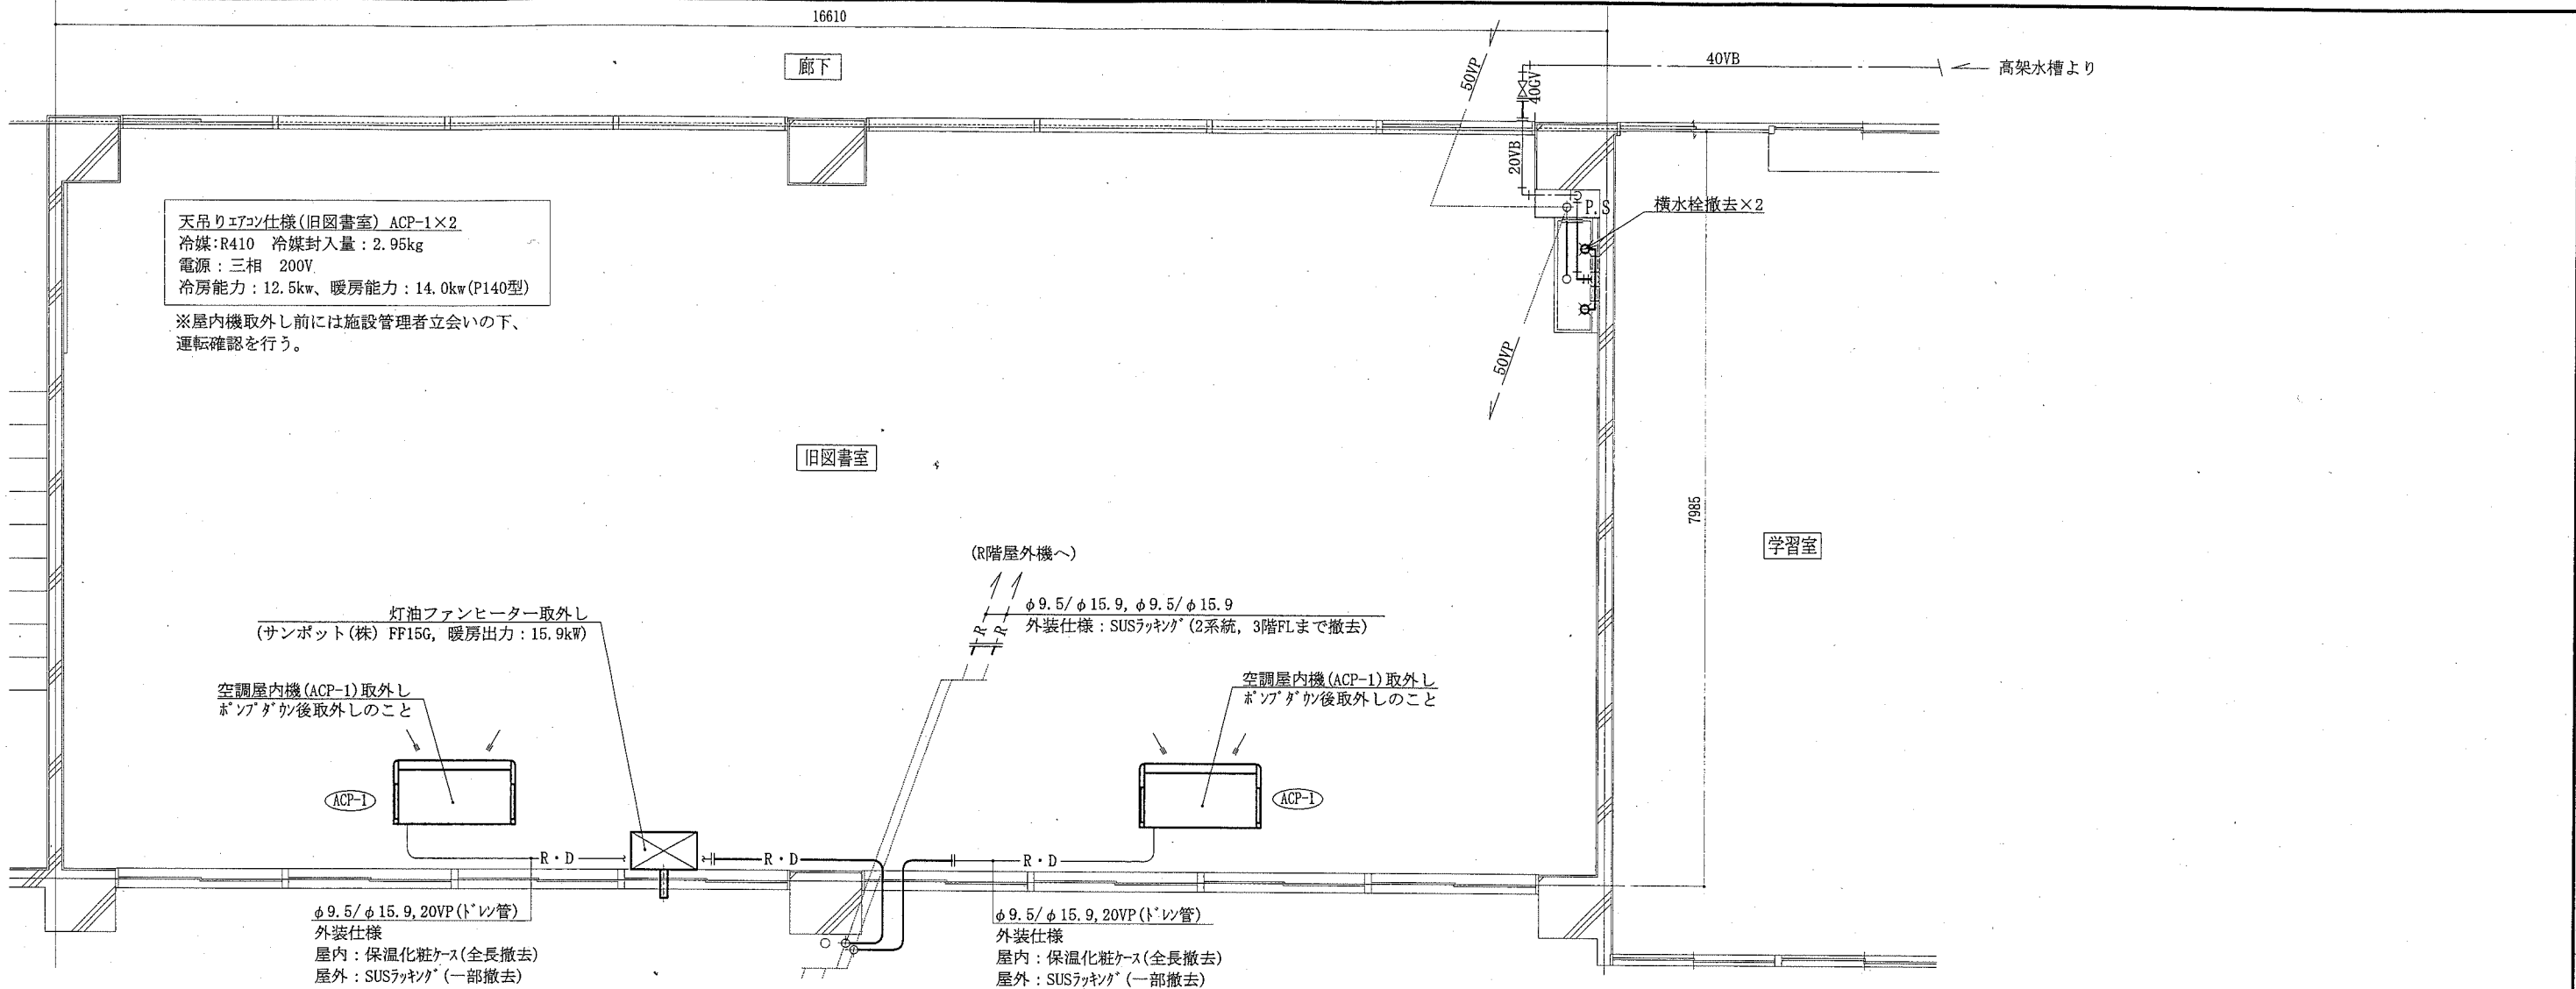 16610
廊下
50VP
40GV
40VB
高架水槽より
20VB
P.S
横水栓撤去×2
天吊りエアコン仕様(旧図書室) ACP-1×2
冷媒:R410 冷媒封入量：2.95kg
電源：三相 200V
冷房能力：12.5kw、暖房能力：14.0kw(P140型)
※屋内機取外し前には施設管理者立会いの下、
運転確認を行う。
50VP
旧図書室
7985
学習室
(R階屋外機へ)
φ9.5/φ15.9, φ9.5/φ15.9
外装仕様：SUSラッキング(2系統, 3階FLまで撤去)
R
R
灯油ファンヒーター取外し
(サンポット(株) FF15G, 暖房出力：15.9kW)
空調屋内機(ACP-1)取外し
ポンプダウン後取外しのこと
空調屋内機(ACP-1)取外し
ポンプダウン後取外しのこと
ACP-1
ACP-1
R・D
R・D
R・D
φ9.5/φ15.9, 20VP(ドレン管)
外装仕様
屋内：保温化粧ケース(全長撤去)
屋外：SUSラッキング(一部撤去)
φ9.5/φ15.9, 20VP(ドレン管)
外装仕様
屋内：保温化粧ケース(全長撤去)
屋外：SUSラッキング(一部撤去)